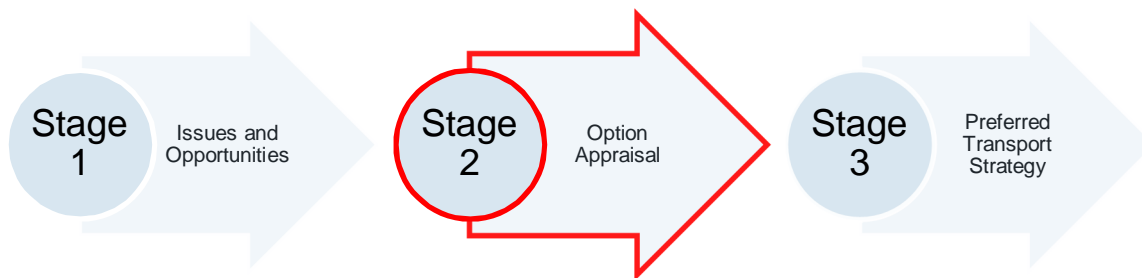 Stage
1
Issues and
Opportunities
Stage
2
Option
Appraisal
Stage
3
Preferred
Transport
Strategy